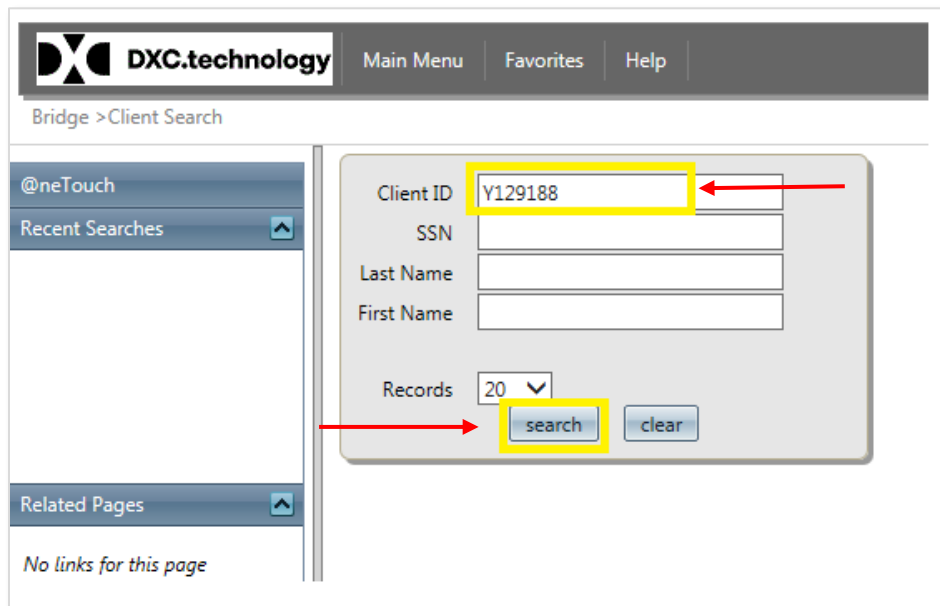 DXC.technology Main Menu Favorites Help
Bridge >Client Search
@neTouch
Recent Searches
Client ID Y129188
SSN
Last Name
First Name
Records 20
search clear
Related Pages
No links for this page